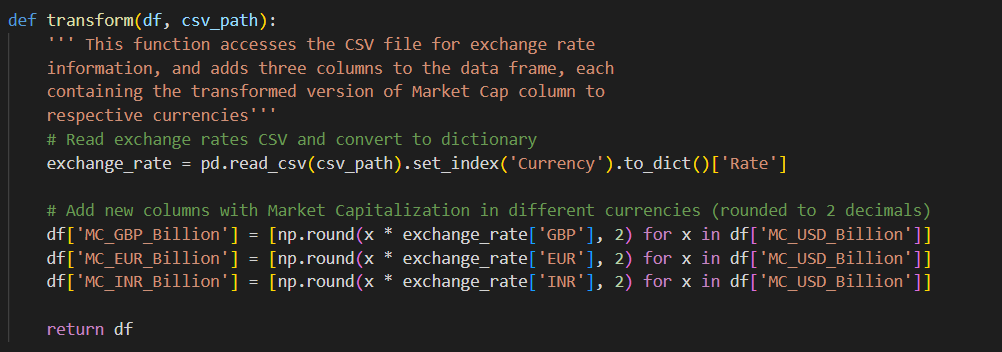 def transform(df, csv_path):
    ''' This function accesses the CSV file for exchange rate
    information, and adds three columns to the data frame, each
    containing the transformed version of Market Cap column to
    respective currencies'''
    # Read exchange rates CSV and convert to dictionary
    exchange_rate = pd.read_csv(csv_path).set_index('Currency').to_dict()['Rate']

    # Add new columns with Market Capitalization in different currencies (rounded to 2 decimals)
    df['MC_GBP_Billion'] = [np.round(x * exchange_rate['GBP'], 2) for x in df['MC_USD_Billion']]
    df['MC_EUR_Billion'] = [np.round(x * exchange_rate['EUR'], 2) for x in df['MC_USD_Billion']]
    df['MC_INR_Billion'] = [np.round(x * exchange_rate['INR'], 2) for x in df['MC_USD_Billion']]

    return df